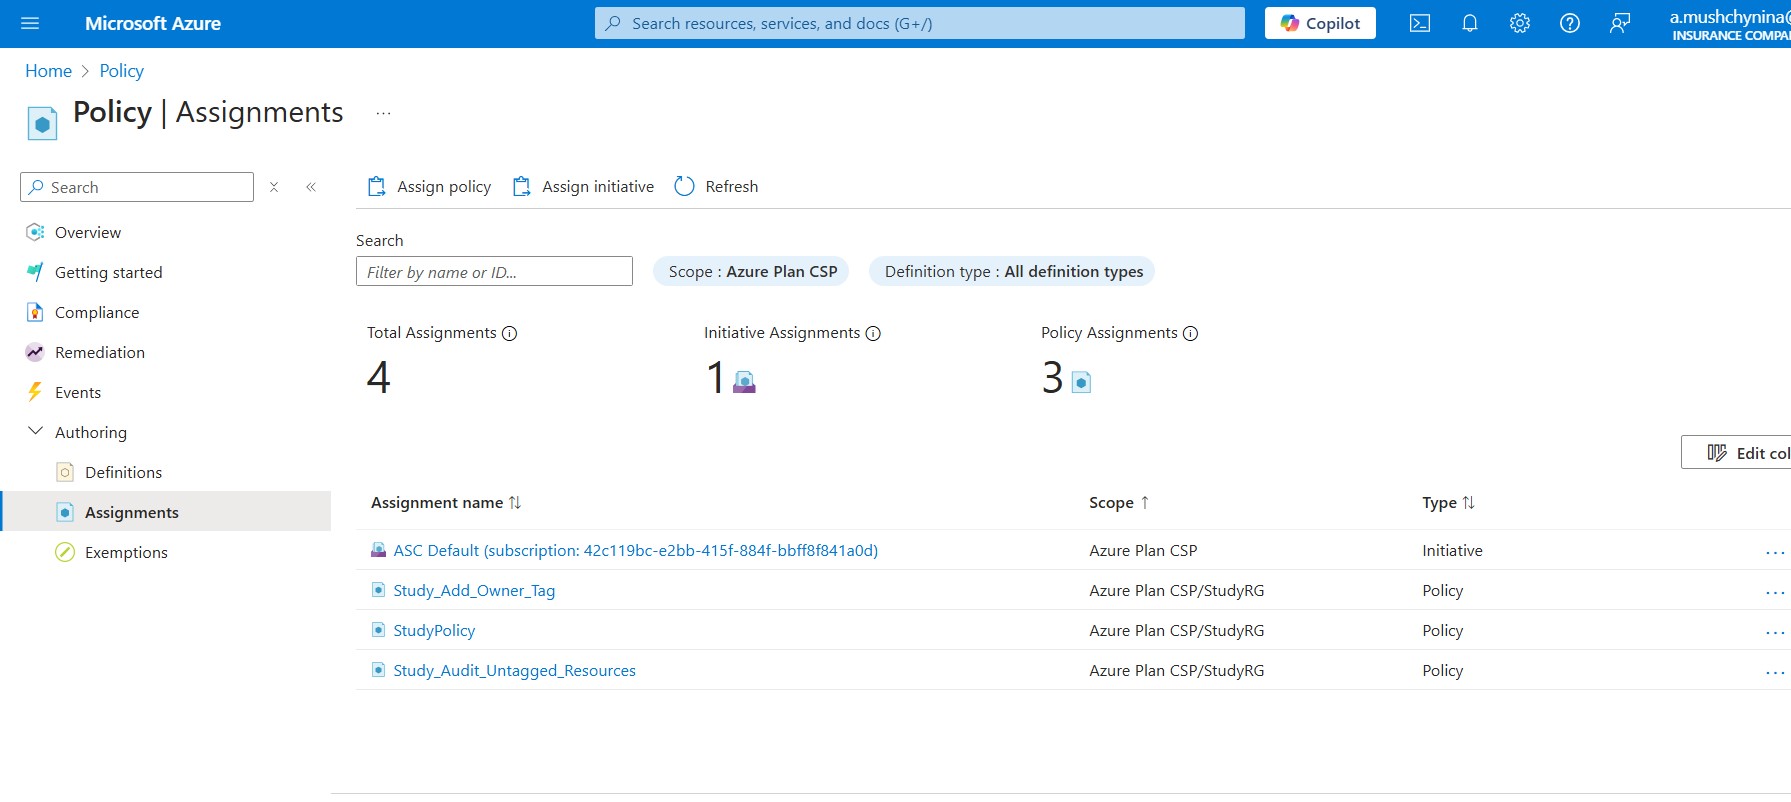 Microsoft Azure
Search resources, services, and docs (G+/)
Copilot
a.mushchynina@
INSURANCE COMPA
Home > Policy
Policy | Assignments ...
Search
Assign policy
Assign initiative
Refresh
Overview
Getting started
Compliance
Remediation
Events
Authoring
Definitions
Assignments
Exemptions
Search
Filter by name or ID...
Scope : Azure Plan CSP
Definition type : All definition types
Total Assignments
4
Initiative Assignments
1
Policy Assignments
3
Edit col
Assignment name Scope Type
ASC Default (subscription: 42c119bc-e2bb-415f-884f-bbff8f841a0d) Azure Plan CSP Initiative ...
Study_Add_Owner_Tag Azure Plan CSP/StudyRG Policy ...
StudyPolicy Azure Plan CSP/StudyRG Policy ...
Study_Audit_Untagged_Resources Azure Plan CSP/StudyRG Policy ...